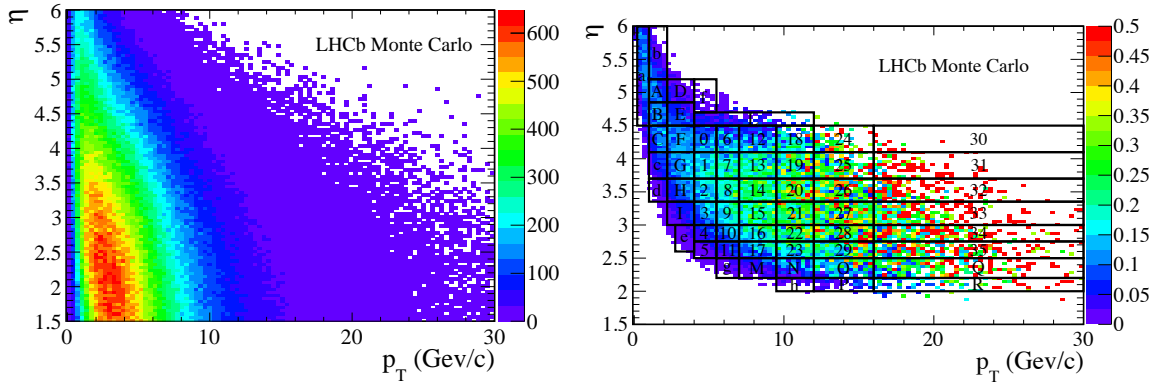 η
LHCb Monte Carlo
6
5.5
5
4.5
4
3.5
3
2.5
2
1.5
0 10 20 30
p_T (Gev/c)
600
500
400
300
200
100
0
η
LHCb Monte Carlo
6
5.5
5
4.5
4
3.5
3
2.5
2
1.5
b
a
A D
B E
F 0 6 12 18 24 30
G 1 7 13 19 25 31
d H 2 8 14 20 26 32
I 3 9 15 21 27 33
e 4 10 16 22 28 34
5 17 23 29 35
g M N O Q
P R
0 10 20 30
p_T (Gev/c)
0.5
0.45
0.4
0.35
0.3
0.25
0.2
0.15
0.1
0.05
0